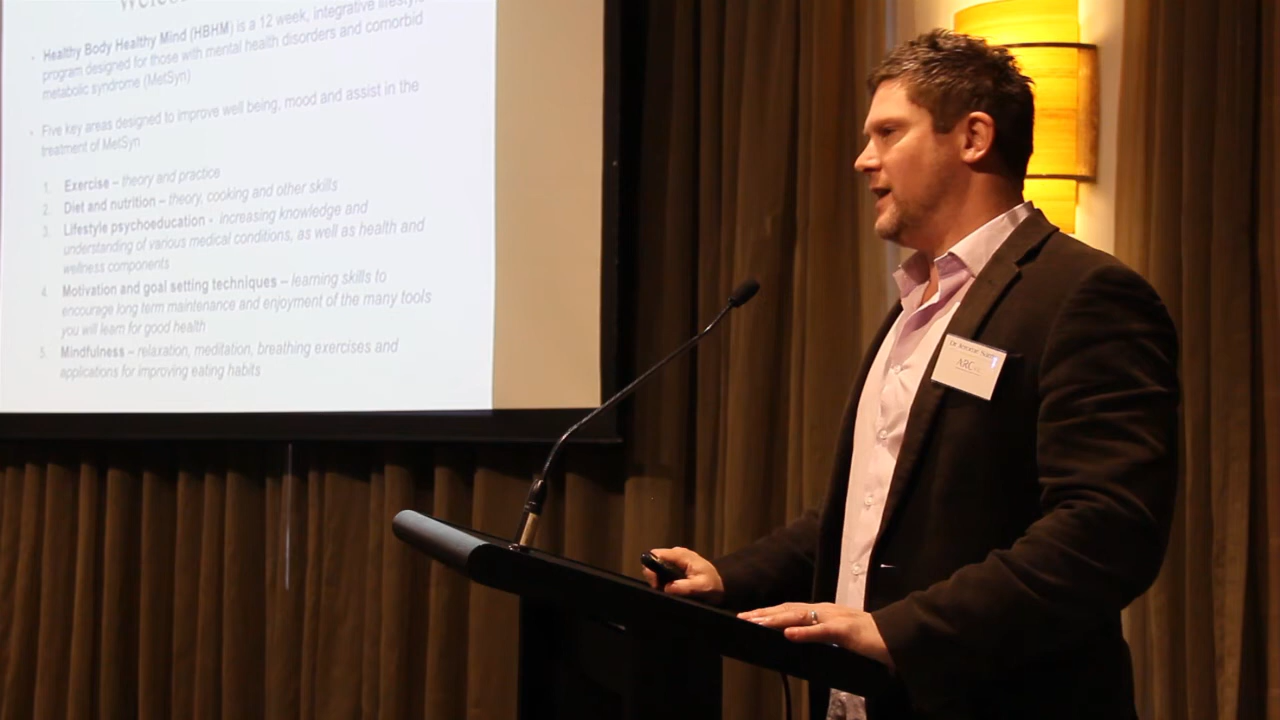 Healthy Body Healthy Mind (HBHM) is a 12 week, integrative lifestyle
program designed for those with mental health disorders and comorbid
metabolic syndrome (MetSyn)
Five key areas designed to improve well being, mood and assist in the
treatment of MetSyn
1. Exercise – theory and practice
2. Diet and nutrition – theory, cooking and other skills
3. Lifestyle psychoeducation - increasing knowledge and
understanding of various medical conditions, as well as health and
wellness components
4. Motivation and goal setting techniques – learning skills to
encourage long term maintenance and enjoyment of the many tools
you will learn for good health
5. Mindfulness – relaxation, meditation, breathing exercises and
applications for improving eating habits
Dr Jerome
ARC